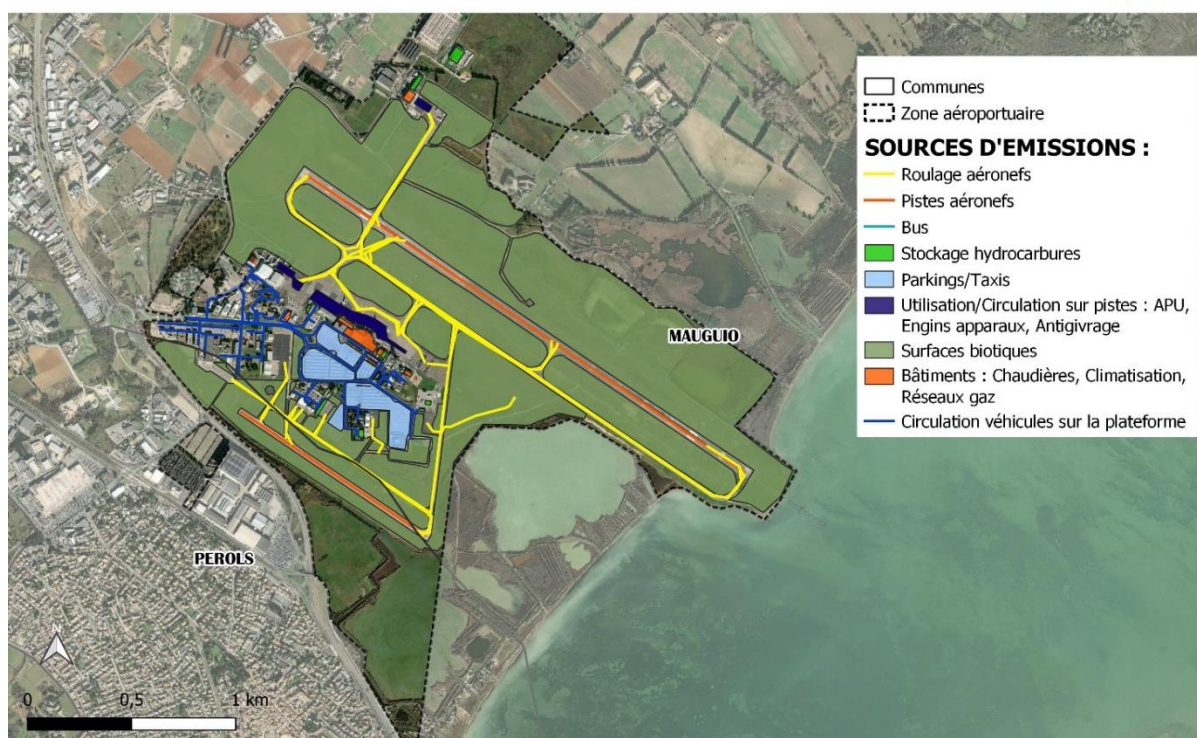 Communes
Zone aéroportuaire
SOURCES D'EMISSIONS :
Roulage aéronefs
Pistes aéronefs
Bus
Stockage hydrocarbures
Parkings/Taxis
Utilisation/Circulation sur pistes : APU,
Engins apparaux, Antigivrage
Surfaces biotiques
Bâtiments : Chaudières, Climatisation,
Réseaux gaz
Circulation véhicules sur la plateforme
MAUGUIO
PEROLS
N
0 0,5 1 km